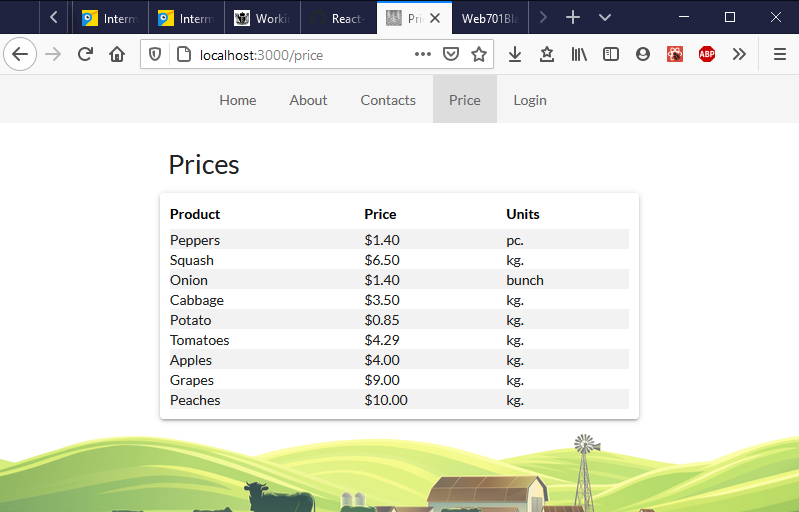 Interm
Interm
Workin
React-
Pri
Web701Bla
localhost:3000/price
ABP
Home
About
Contacts
Price
Login
Prices
Product Price Units
Peppers $1.40 pc.
Squash $6.50 kg.
Onion $1.40 bunch
Cabbage $3.50 kg.
Potato $0.85 kg.
Tomatoes $4.29 kg.
Apples $4.00 kg.
Grapes $9.00 kg.
Peaches $10.00 kg.